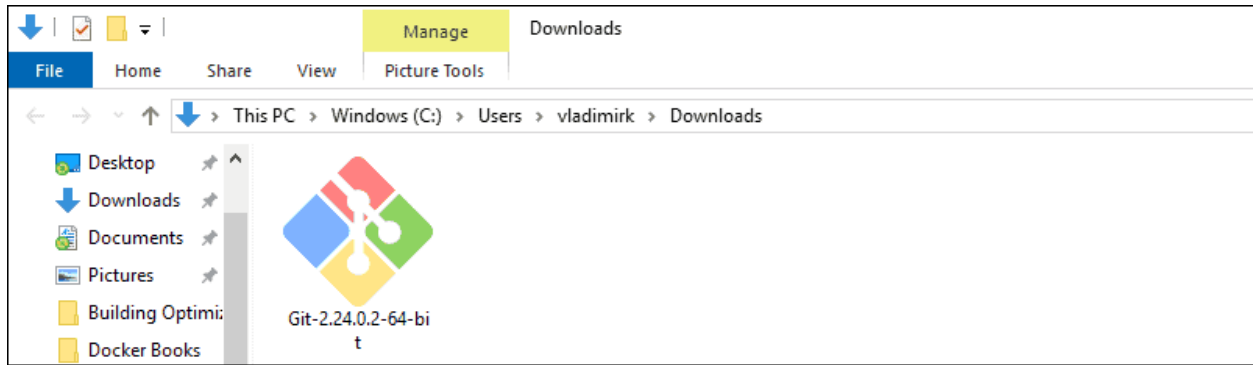 Manage Downloads
File Home Share View Picture Tools
This PC > Windows (C:) > Users > vladimirk > Downloads
Desktop
Downloads
Documents
Pictures
Building Optimiz
Docker Books
Git-2.24.0.2-64-bi
t